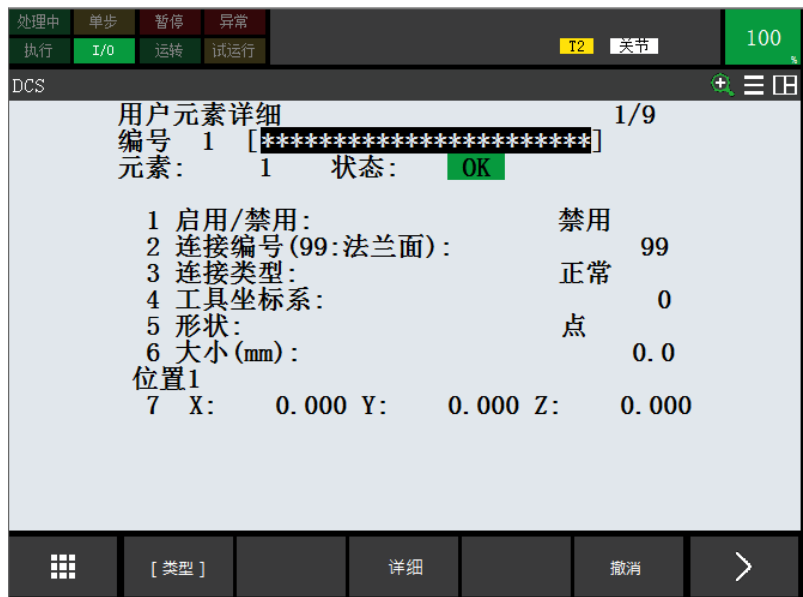 处理中 单步 暂停 异常
执行 I/O 运转 试运行 T2 关节 100 %
DCS
用户元素详细 1/9
编号 1 [************************]
元素: 1 状态: OK
1 启用/禁用: 禁用
2 连接编号(99:法兰面): 99
3 连接类型: 正常
4 工具坐标系: 0
5 形状: 点
6 大小(mm): 0.0
位置1
7 X: 0.000 Y: 0.000 Z: 0.000
[ 类型 ] 详细 撤消